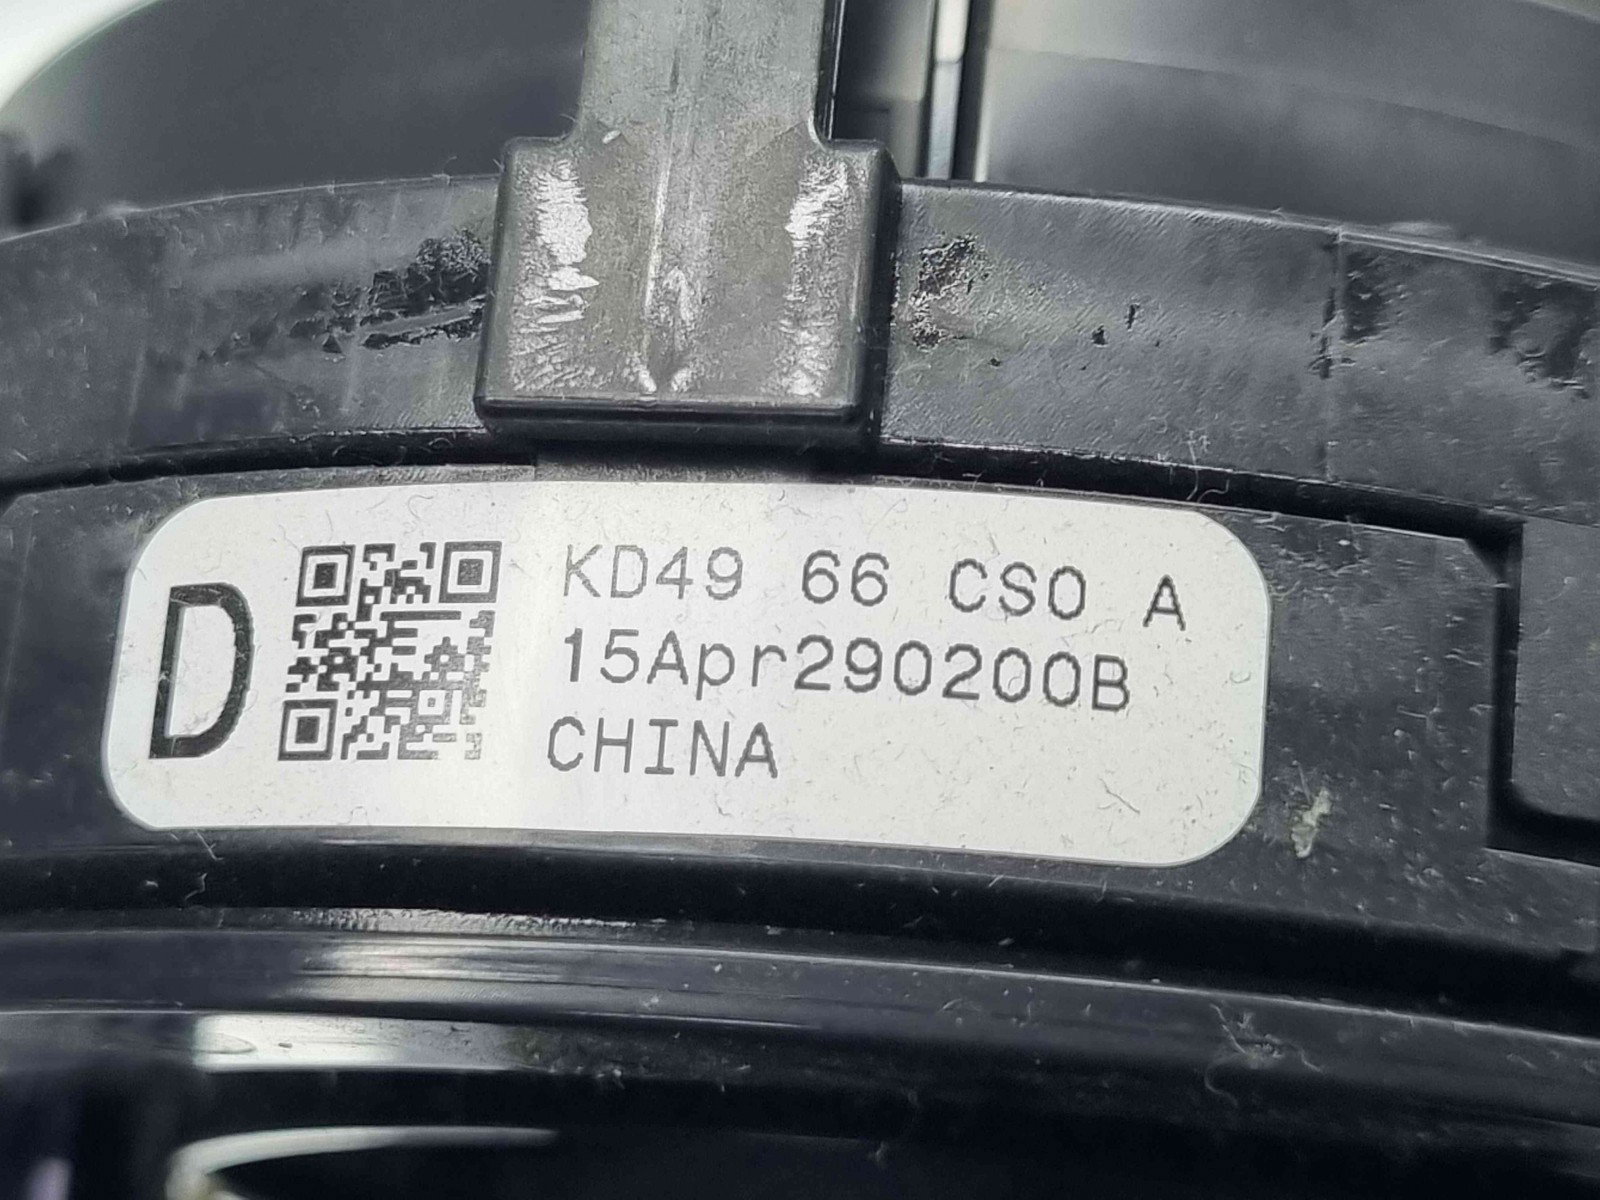 D
KD49 66 CS0 A
15Apr290200B
CHINA